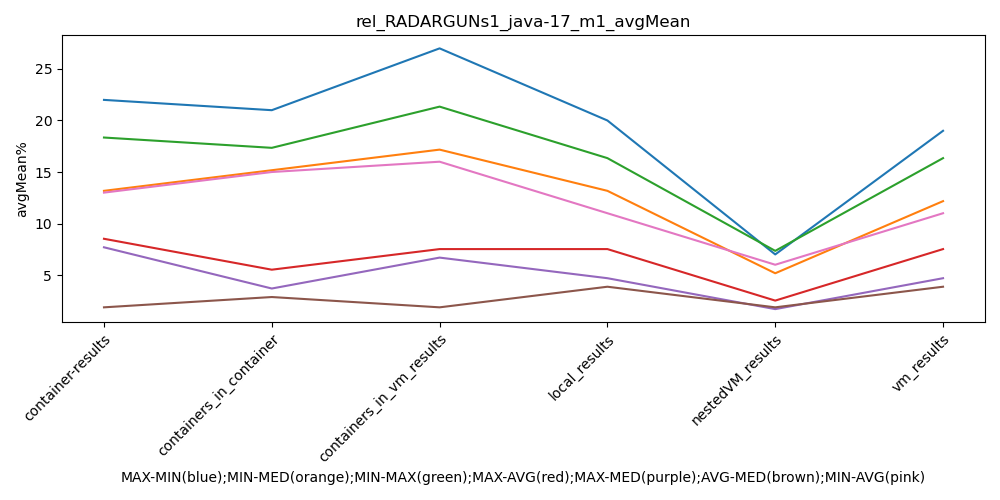 rel_RADARGUNs1_java-17_m1_avgMean
avgMean%
25
20
15
10
5
container-results
containers_in_container
containers_in_vm_results
local_results
nestedVM_results
vm_results
MAX-MIN(blue);MIN-MED(orange);MIN-MAX(green);MAX-AVG(red);MAX-MED(purple);AVG-MED(brown);MIN-AVG(pink)